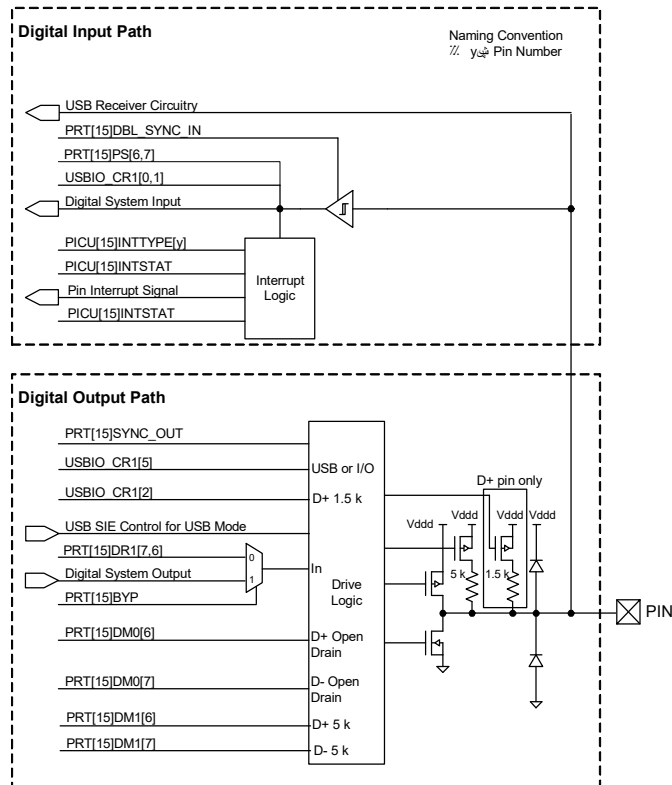 Digital Input Path
Naming Convention
y Pin Number
USB Receiver Circuitry
PRT[15]DBL_SYNC_IN
PRT[15]PS[6,7]
USBIO_CR1[0,1]
Digital System Input
PICU[15]INTTYPE[y]
PICU[15]INTSTAT
Interrupt
Logic
Pin Interrupt Signal
PICU[15]INTSTAT
Digital Output Path
PRT[15]SYNC_OUT
USBIO_CR1[5]
USB or I/O
D+ pin only
USBIO_CR1[2]
D+ 1.5 k
Vddd
Vddd
Vddd
Vddd
USB SIE Control for USB Mode
PRT[15]DR1[7,6]
0
In
5 k
1.5 k
Digital System Output
1
Drive
Logic
PRT[15]BYP
PIN
PRT[15]DM0[6]
D+ Open
Drain
PRT[15]DM0[7]
D- Open
Drain
PRT[15]DM1[6]
D+ 5 k
PRT[15]DM1[7]
D- 5 k